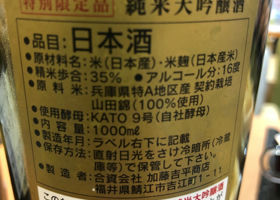 特別限定品 純米大吟醸酒
●品目：日本酒
●原材料名：米（日本産）・米麹（日本産米）
●精米歩合：35% ●アルコール分：16度
●原料米：兵庫県特A地区産 契約栽培
山田錦（100%使用）
●使用酵母：KATO 9号（自社酵母）
●内容量：1000mℓ
●製造年月：ラベル右下に記載
●保存方法：直射日光をさけ冷暗所（冷蔵
庫等）で保管して下さい。
●製造者：合資会社 加藤吉平商店
福井県鯖江市吉江町1-11
米大吟醸酒